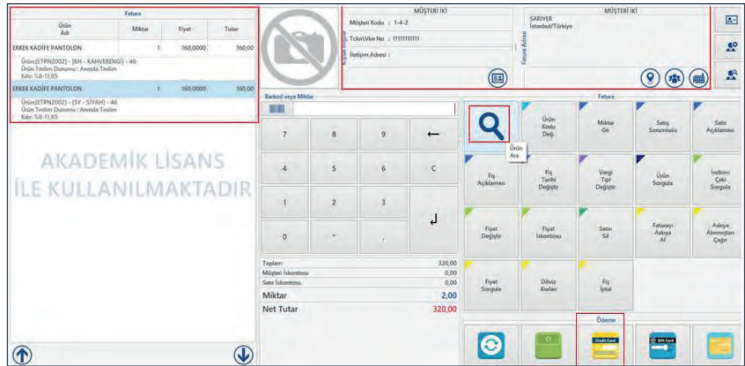 Fatura
Ürün Adı Miktar Fiyat Tutar
ERKEK KADİFE PANTOLON 1 160,0000 160,00
Ürün:[ETPN2002] - [KH - KAHVERENGİ] - 46
Ürün Teslim Durumu : Anında Teslim
Kdv: %8-11,85
ERKEK KADİFE PANTOLON 1 160,0000 160,00
Ürün:[ETPN2002] - [SY - SİYAH] - 46
Ürün Teslim Durumu : Anında Teslim
Kdv: %8-11,85
AKADEMİK LİSANS
İLE KULLANILMAKTADIR
MÜŞTERİ İKİ
Müşteri Kodu : 1-4-2
Tckn\Vkn No : 11111111111
İletişim Adresi :
MÜŞTERİ İKİ
Fatura Adresi
SARIYER
İstanbul/Türkiye
Barkod veya Miktar
7 8 9 ←
4 5 6 C
1 2 3
0 * ,
Toplam 320,00
Müşteri İskontosu 0,00
Satır İskontosu 0,00
Miktar 2,00
Net Tutar 320,00
Fatura
Ürün Ara
Ürün Kodu Değ.
Miktar Gir
Satış Sorumlusu
Satır Açıklaması
Fiş Açıklaması
Fiş Tarihi Değiştir
Vergi Tipi Değiştir
Ürün Sorgula
İndirim Çeki Sorgula
Fiyat Değiştir
Fiyat İskontosu
Satırı Sil
Faturayı Askıya Al
Askıya Alınmıştan Çağır
Fiyat Sorgula
Döviz Kurları
Fiş İptal
Ödeme
Credit Card
Gift Card